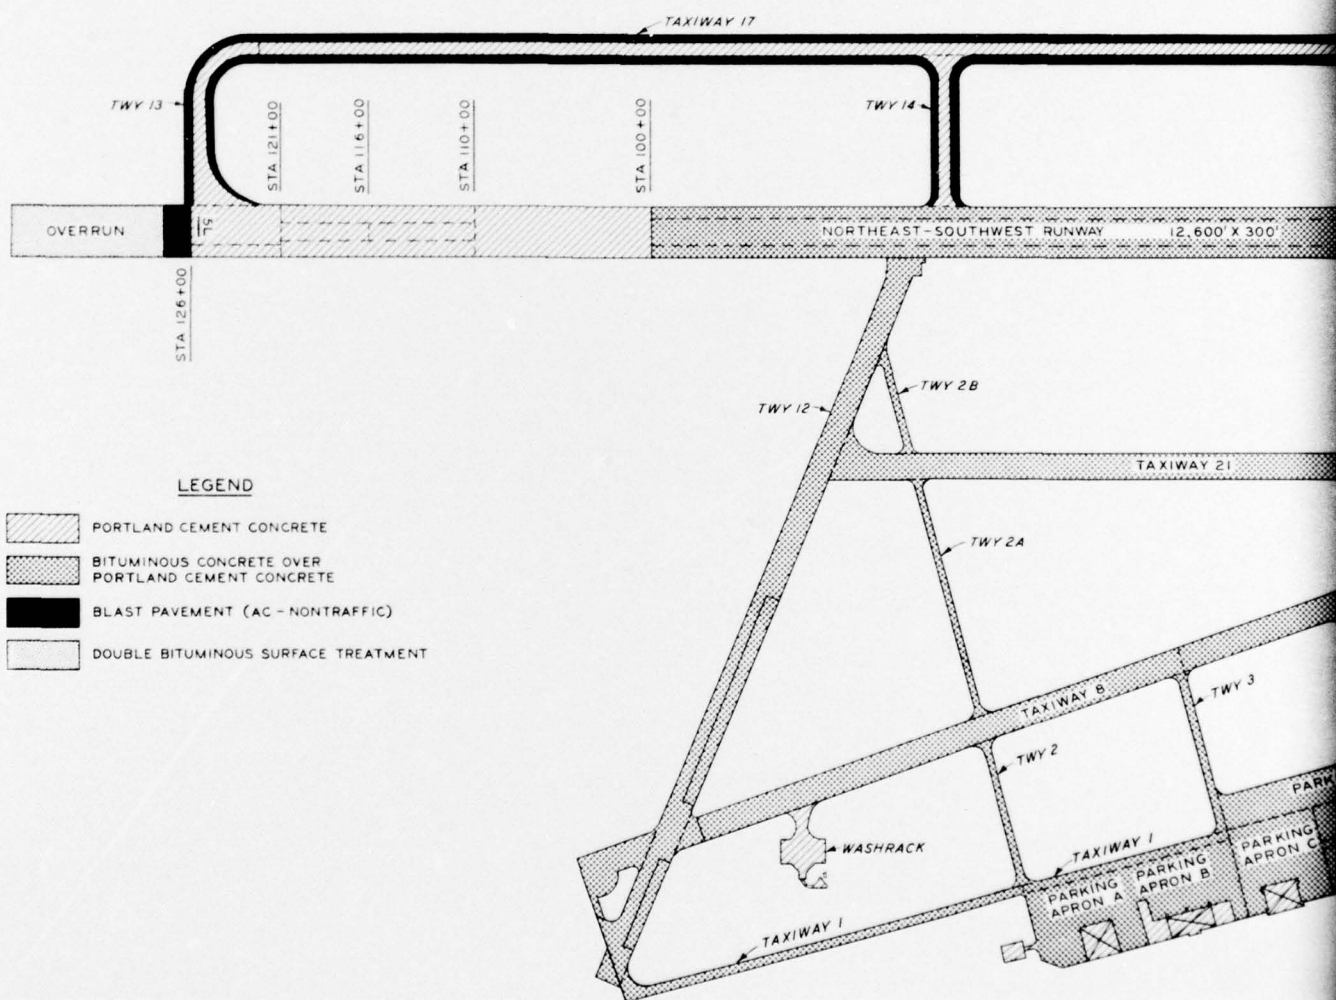 TAXIWAY 17
TWY 13
STA 121+00
STA 116+00
STA 110+00
STA 100+00
TWY 14
OVERRUN
5L
NORTHEAST-SOUTHWEST RUNWAY 12,600' X 300'
STA 126+00
TWY 2B
TWY 12
TAXIWAY 21
LEGEND
PORTLAND CEMENT CONCRETE
BITUMINOUS CONCRETE OVER
PORTLAND CEMENT CONCRETE
BLAST PAVEMENT (AC - NONTRAFFIC)
DOUBLE BITUMINOUS SURFACE TREATMENT
TWY 2A
TAXIWAY 8
TWY 3
TWY 2
PARK
WASHRACK
TAXIWAY 1
PARKING
APRON A
PARKING
APRON B
PARKING
APRON C
TAXIWAY 1